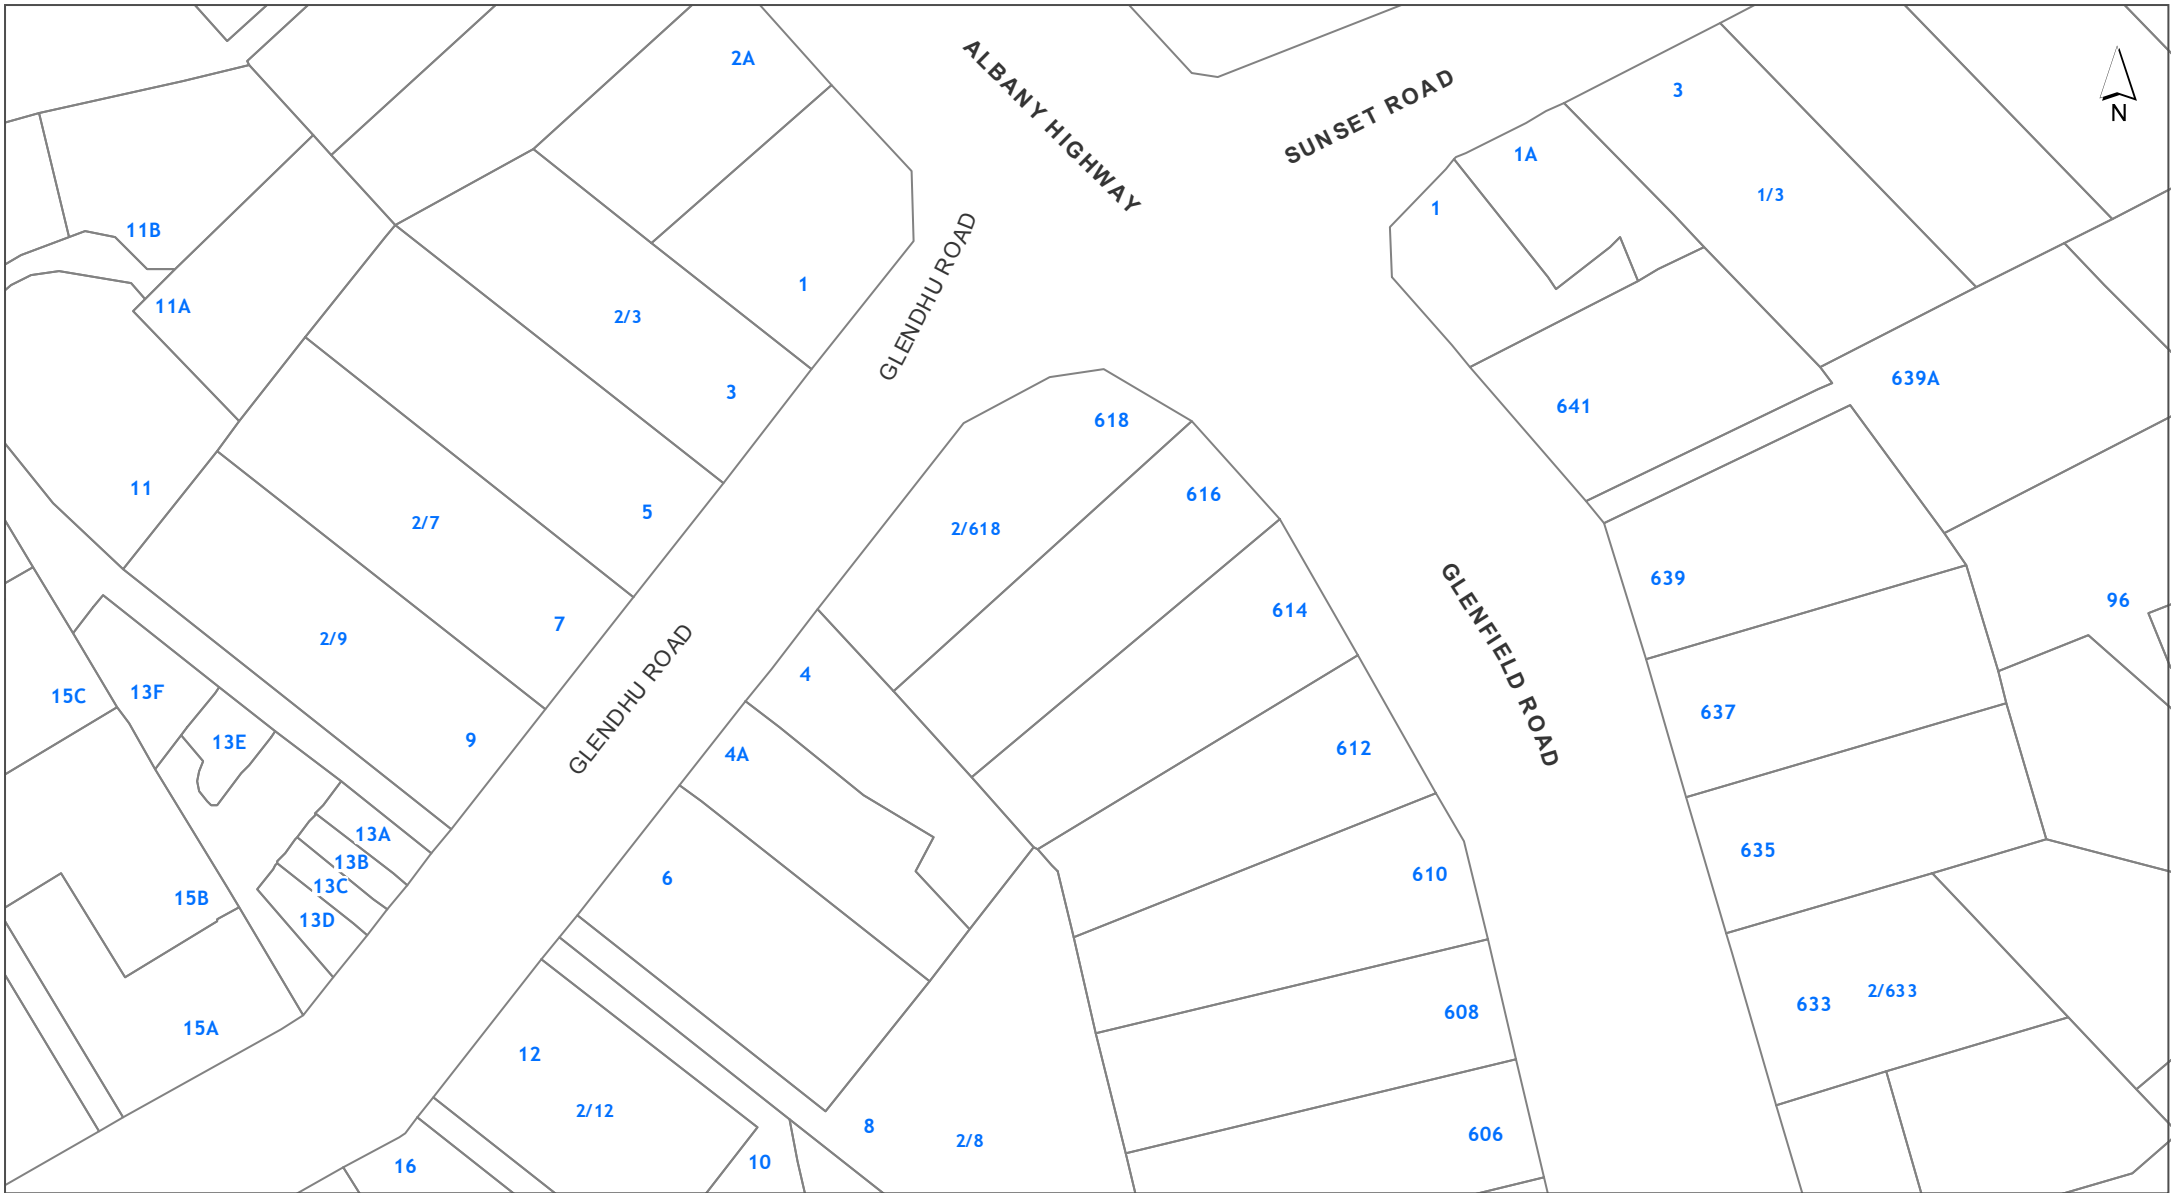 2A
ALBANY HIGHWAY
SUNSET ROAD
3
N
1A
1/3
1
11B
GLENDHU ROAD
1
11A
2/3
3
639A
641
618
11
616
5
2/7
2/618
639
96
614
7
2/9
GLENDHU ROAD
GLENFIELD ROAD
4
15C
13F
637
13E
9
4A
612
13A
635
13B
610
6
13C
15B
13D
2/633
633
608
15A
12
2/12
8
606
2/8
10
16